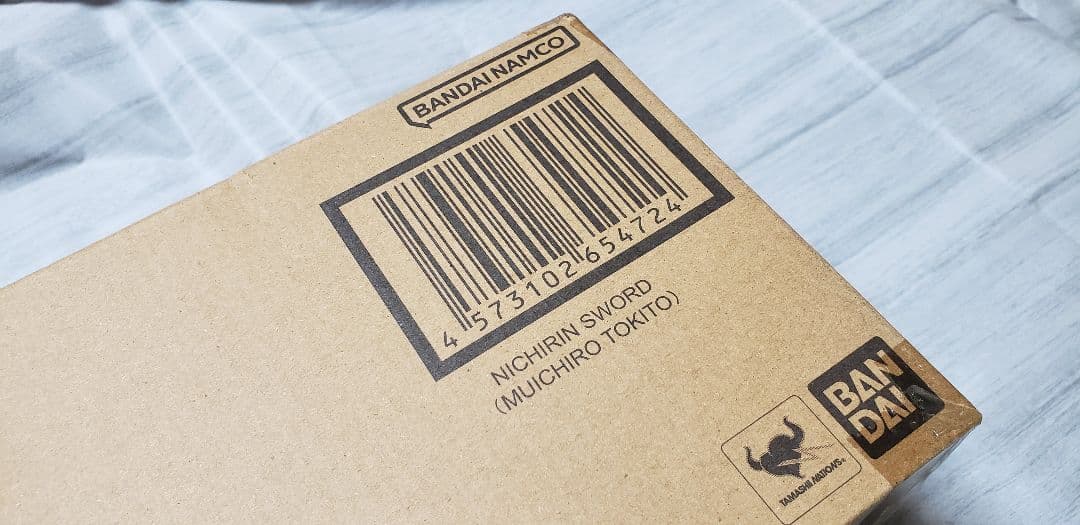 BANDAI NAMCO
4 573102 654724
NICHIRIN SWORD
(MUICHIRO TOKITO)
BAN
DAI
TAMASHII NATIONS®